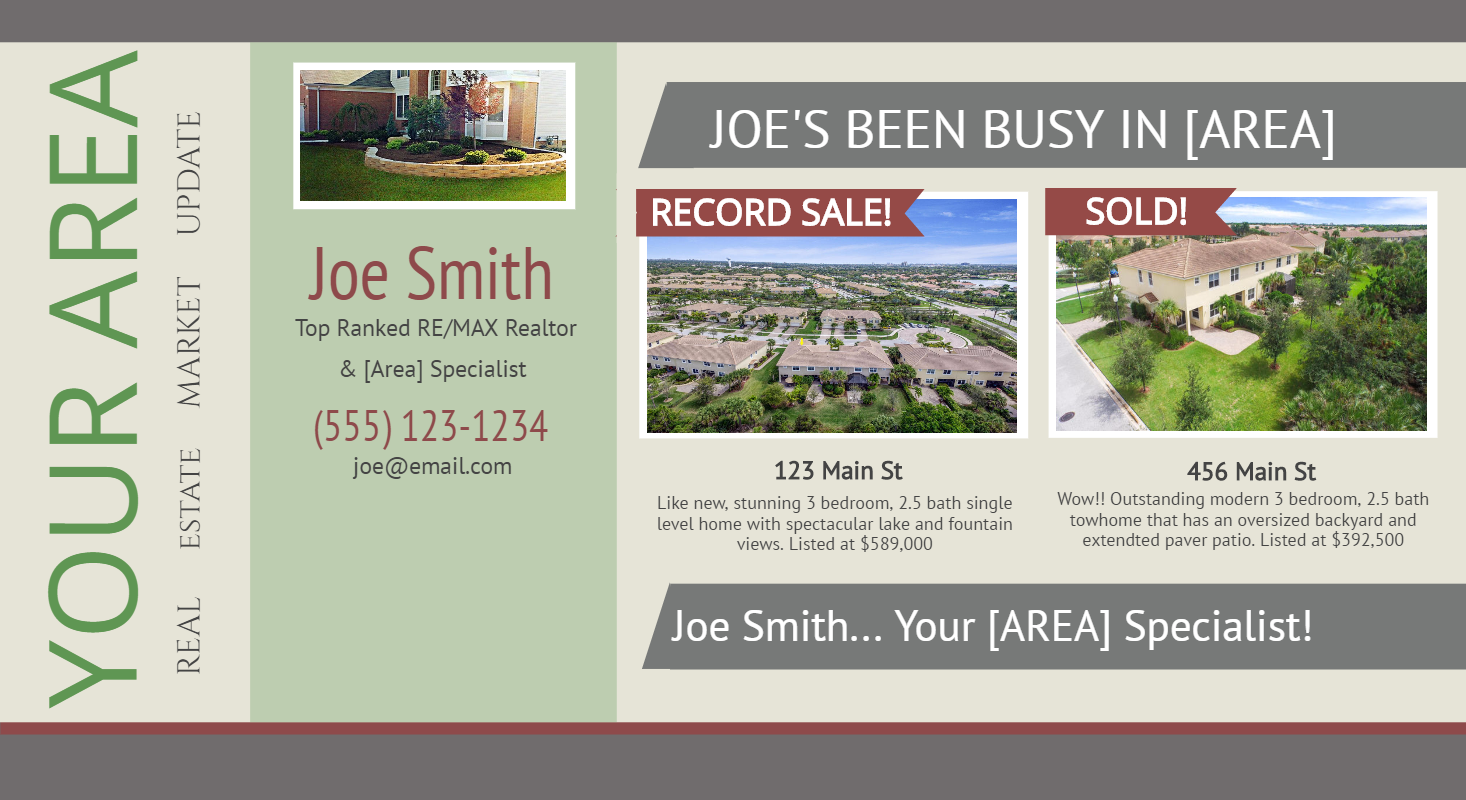 YOUR AREA
REAL ESTATE MARKET UPDATE
Joe Smith
Top Ranked RE/MAX Realtor
& [Area] Specialist
(555) 123-1234
joe@email.com
JOE'S BEEN BUSY IN [AREA]
RECORD SALE!
123 Main St
Like new, stunning 3 bedroom, 2.5 bath single
level home with spectacular lake and fountain
views. Listed at $589,000
SOLD!
456 Main St
Wow!! Outstanding modern 3 bedroom, 2.5 bath
towhome that has an oversized backyard and
extendted paver patio. Listed at $392,500
Joe Smith... Your [AREA] Specialist!